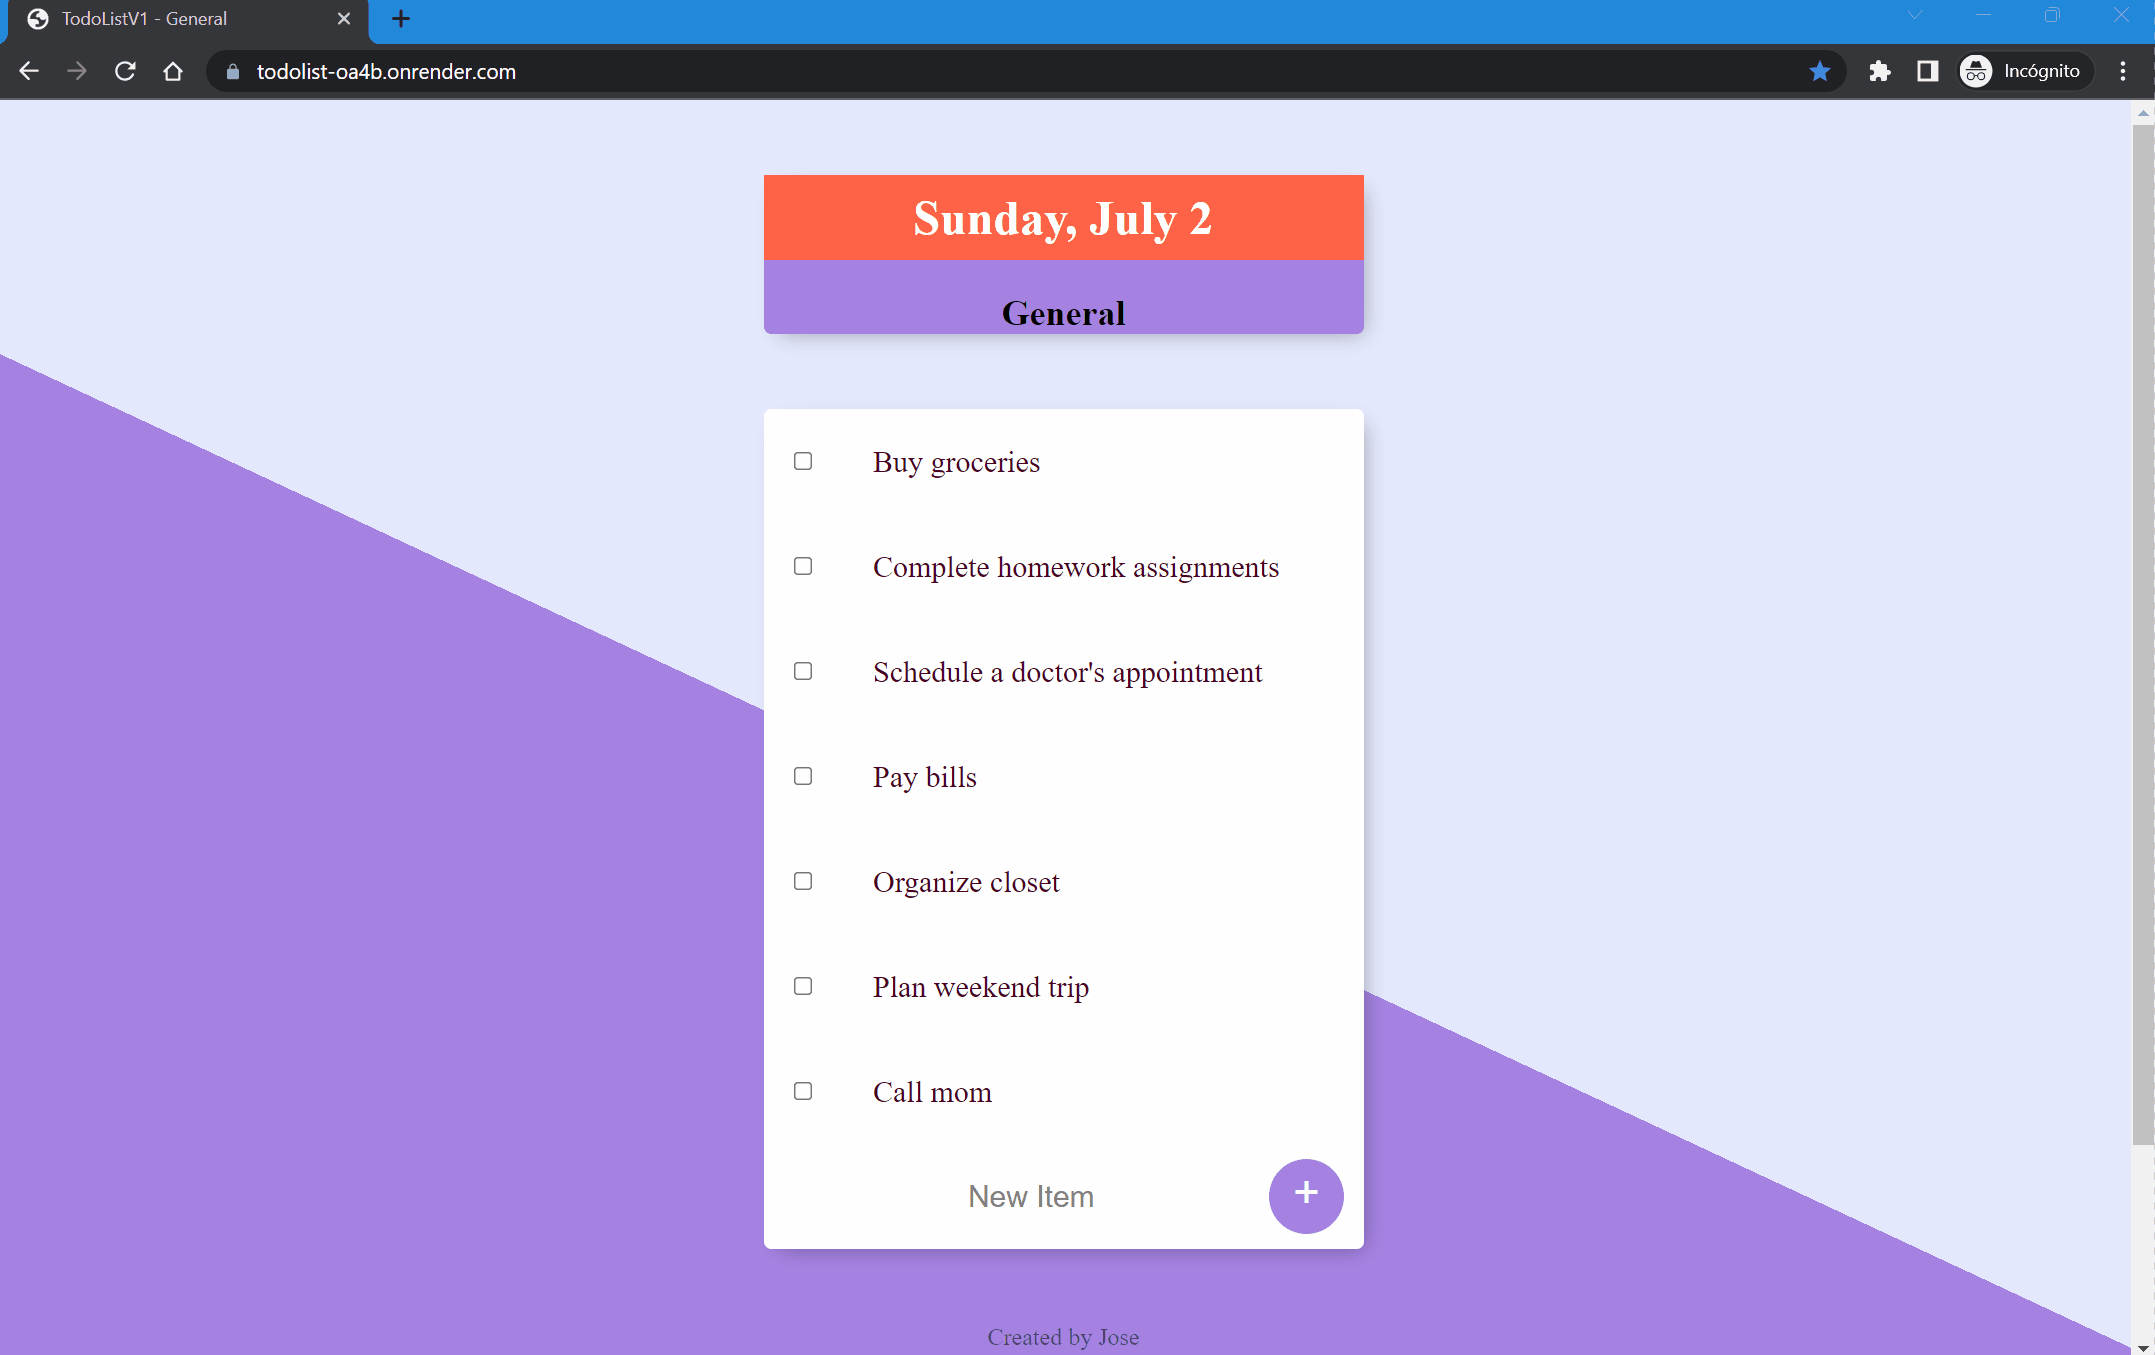 TodoListV1 - General
todolist-oa4b.onrender.com
Incógnito
Sunday, July 2
General
Buy groceries
Complete homework assignments
Schedule a doctor's appointment
Pay bills
Organize closet
Plan weekend trip
Call mom
New Item
+
Created by Jose